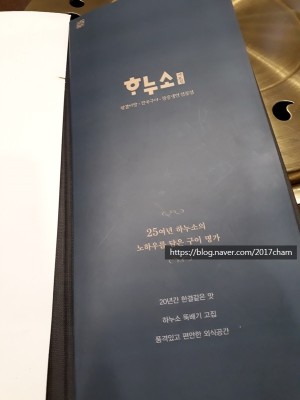 하누소
25여년 하누소의
노하우를 담은 구이 명가
https://blog.naver.com/2017cham
20년간 한결같은 맛
하누소 뚝배기 고집
품격있고 편안한 외식공간